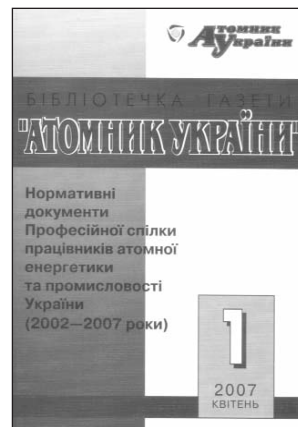 Атомник
України
БІБЛІОТЕЧКА ГАЗЕТИ
"АТОМНИК УКРАЇНИ"
Нормативні
документи
Професійної спілки
працівників атомної
енергетики
та промисловості
України
(2002—2007 роки)
1
2007
КВІТЕНЬ